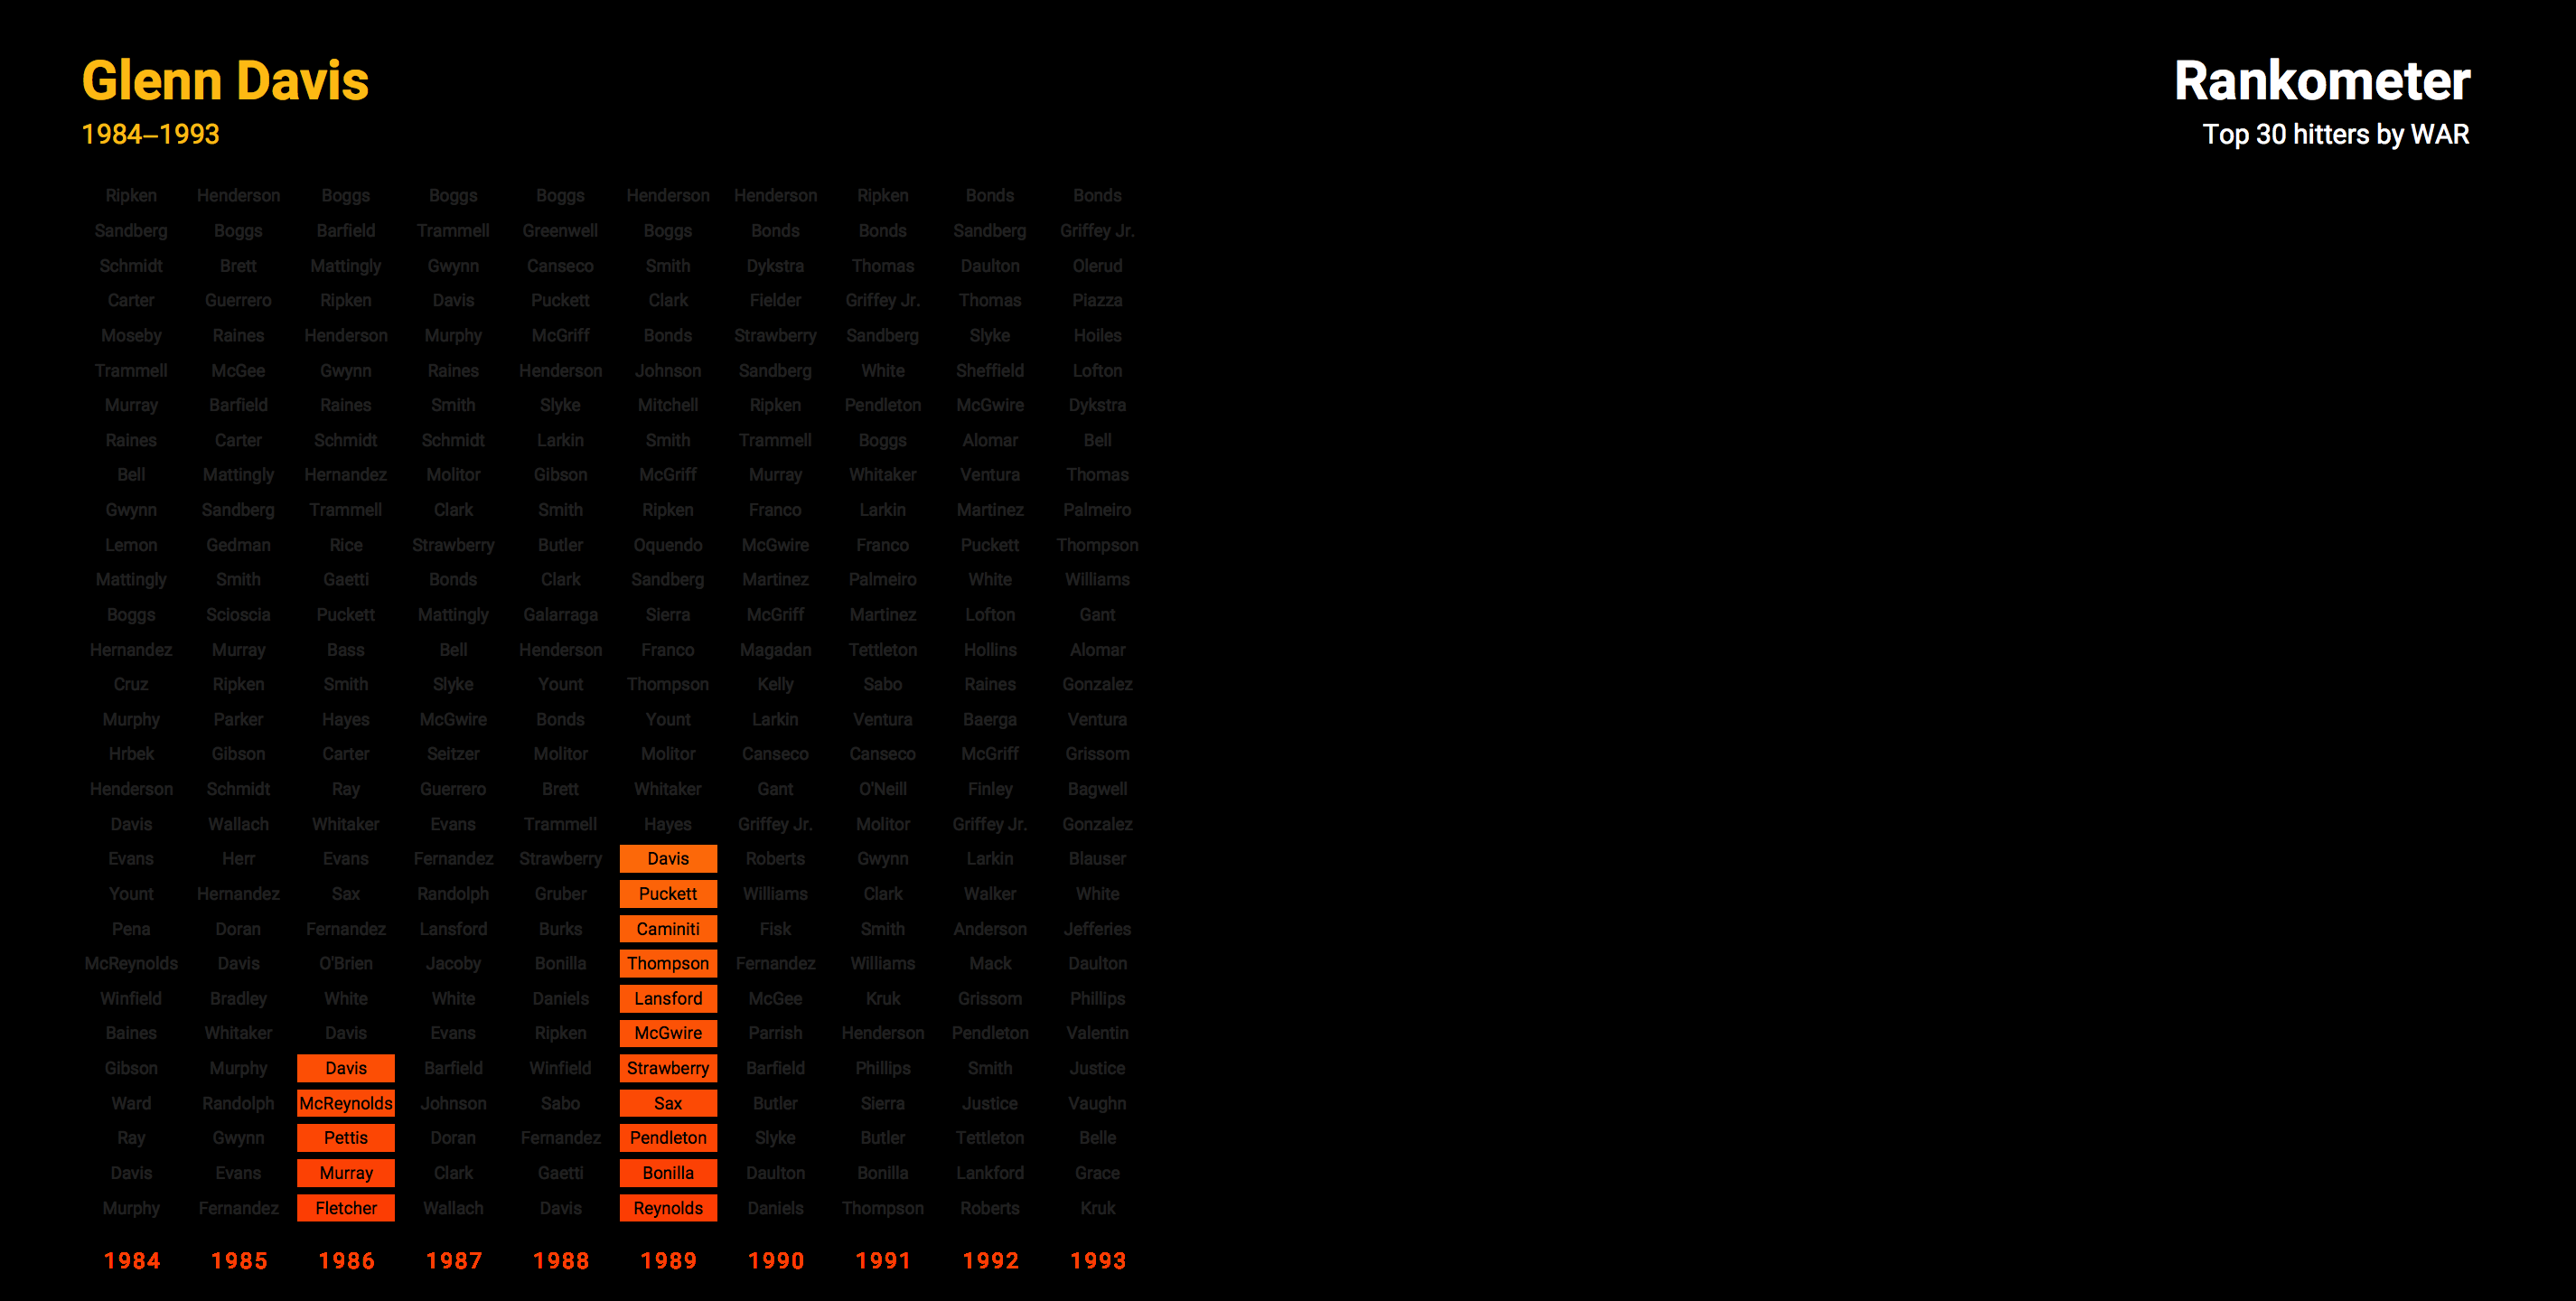 Glenn Davis
1984–1993
Rankometer
Top 30 hitters by WAR
Ripken Henderson Boggs Boggs Boggs Henderson Henderson Ripken Bonds Bonds
Sandberg Boggs Barfield Trammell Greenwell Boggs Bonds Bonds Sandberg Griffey Jr.
Schmidt Brett Mattingly Gwynn Canseco Smith Dykstra Thomas Daulton Olerud
Carter Guerrero Ripken Davis Puckett Clark Fielder Griffey Jr. Thomas Piazza
Moseby Raines Henderson Murphy McGriff Bonds Strawberry Sandberg Slyke Hoiles
Trammell McGee Gwynn Raines Henderson Johnson Sandberg White Sheffield Lofton
Murray Barfield Raines Smith Slyke Mitchell Ripken Pendleton McGwire Dykstra
Raines Carter Schmidt Schmidt Larkin Smith Trammell Boggs Alomar Bell
Bell Mattingly Hernandez Molitor Gibson McGriff Murray Whitaker Ventura Thomas
Gwynn Sandberg Trammell Clark Smith Ripken Franco Larkin Martinez Palmeiro
Lemon Gedman Rice Strawberry Butler Oquendo McGwire Franco Puckett Thompson
Mattingly Smith Gaetti Bonds Clark Sandberg Martinez Palmeiro White Williams
Boggs Scioscia Puckett Mattingly Galarraga Sierra McGriff Martinez Lofton Gant
Hernandez Murray Bass Bell Henderson Franco Magadan Tettleton Hollins Alomar
Cruz Ripken Smith Slyke Yount Thompson Kelly Sabo Raines Gonzalez
Murphy Parker Hayes McGwire Bonds Yount Larkin Ventura Baerga Ventura
Hrbek Gibson Carter Seitzer Molitor Molitor Canseco Canseco McGriff Grissom
Henderson Schmidt Ray Guerrero Brett Whitaker Gant O'Neill Finley Bagwell
Davis Wallach Whitaker Evans Trammell Hayes Griffey Jr. Molitor Griffey Jr. Gonzalez
Evans Herr Evans Fernandez Strawberry Davis Roberts Gwynn Larkin Blauser
Yount Hernandez Sax Randolph Gruber Puckett Williams Clark Walker White
Pena Doran Fernandez Lansford Burks Caminiti Fisk Smith Anderson Jefferies
McReynolds Davis O'Brien Jacoby Bonilla Thompson Fernandez Williams Mack Daulton
Winfield Bradley White White Daniels Lansford McGee Kruk Grissom Phillips
Baines Whitaker Davis Evans Ripken McGwire Parrish Henderson Pendleton Valentin
Gibson Murphy Davis Barfield Winfield Strawberry Barfield Phillips Smith Justice
Ward Randolph McReynolds Johnson Sabo Sax Butler Sierra Justice Vaughn
Ray Gwynn Pettis Doran Fernandez Pendleton Slyke Butler Tettleton Belle
Davis Evans Murray Clark Gaetti Bonilla Daulton Bonilla Lankford Grace
Murphy Fernandez Fletcher Wallach Davis Reynolds Daniels Thompson Roberts Kruk
1984 1985 1986 1987 1988 1989 1990 1991 1992 1993